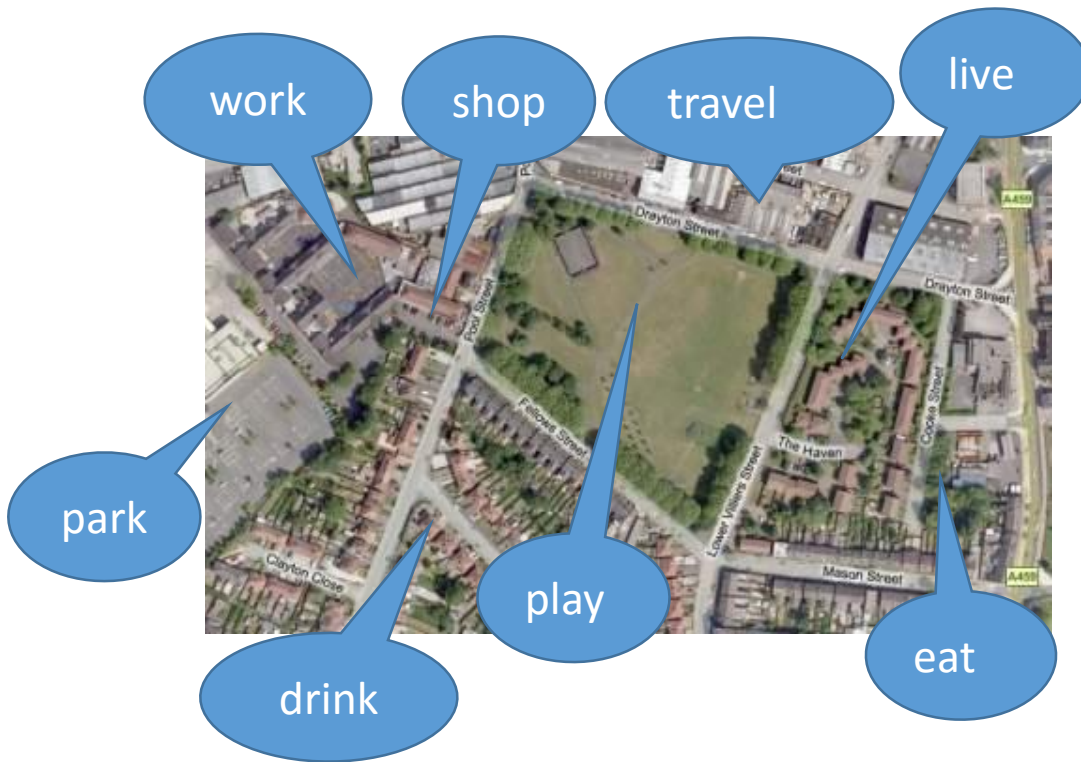 work
shop
travel
live
A459
Drayton Street
Drayton Street
Pool Street
Fellows Street
Cooke Street
The Haven
Lower Villiers Street
park
Clayton Close
play
Mason Street
A459
drink
eat